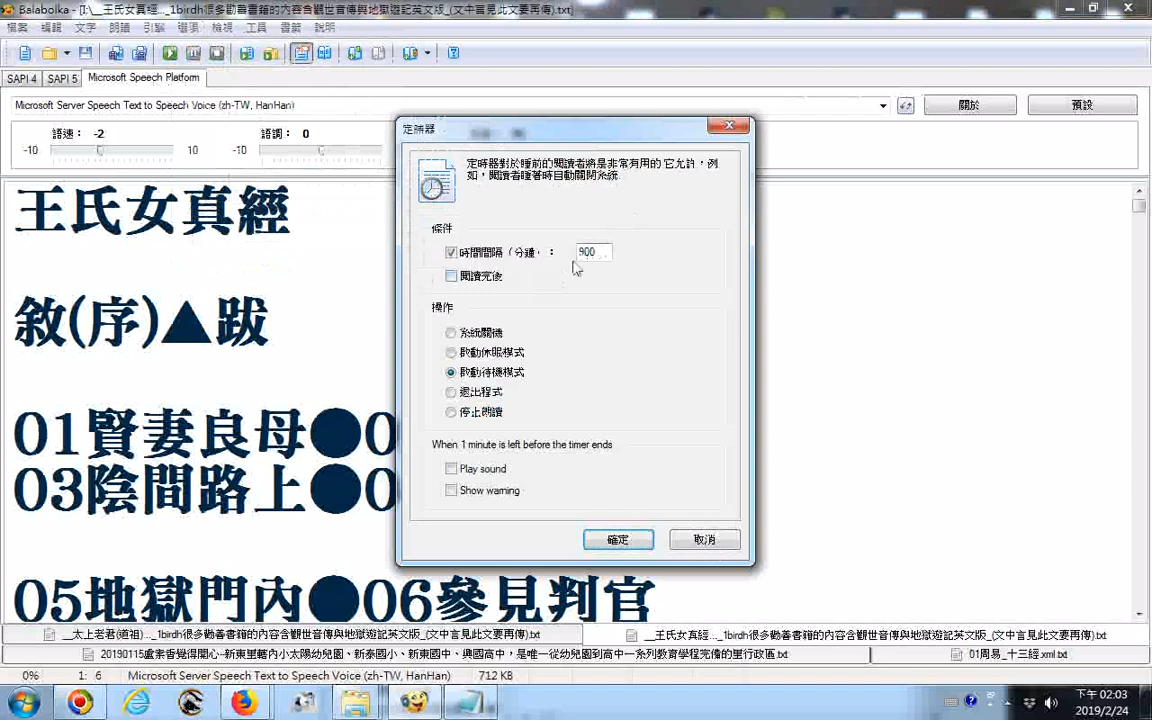 Balabolka - [I:\__王氏女真經..._1birdh很多勸善書籍的內容含觀世音傳與地獄遊記英文版_(文中言見此文要再傳).txt]
檔案 編輯 文字 朗讀 引擎 選項 檢視 工具 書籤 說明
SAPI 4 SAPI 5 Microsoft Speech Platform
Microsoft Server Speech Text to Speech Voice (zh-TW, HanHan) 關於 預設
語速： -2 語調： 0
-10 10 -10
定時器
定時器對於睡前的閱讀者將是非常有用的 它允許，例
如，閱讀者睡著時自動關閉系統.
條件
時間間隔（分鐘）： 900
閱讀完後
操作
系統關機
啟動休眠模式
啟動待機模式
退出程式
停止朗讀
When 1 minute is left before the timer ends
Play sound
Show warning
確定 取消
王氏女真經
敘(序)▲跋
01賢妻良母●0
03陰間路上●0
05地獄門內●06參見判官
__太上老君(道祖)..._1birdh很多勸善書籍的內容含觀世音傳與地獄遊記英文版_(文中言見此文要再傳).txt __王氏女真經..._1birdh很多勸善書籍的內容含觀世音傳與地獄遊記英文版_(文中言見此文要再傳).txt
20190115盧素香覺得開心--新東里轄內小太陽幼兒園、新泰國小、新東國中、興國高中，是唯一從幼兒園到高中一系列教育學程完備的里行政區.txt 01周易_十三經.xml.txt
0% 1: 6 Microsoft Server Speech Text to Speech Voice (zh-TW, HanHan) 712 KB
下午 02:03
2019/2/24